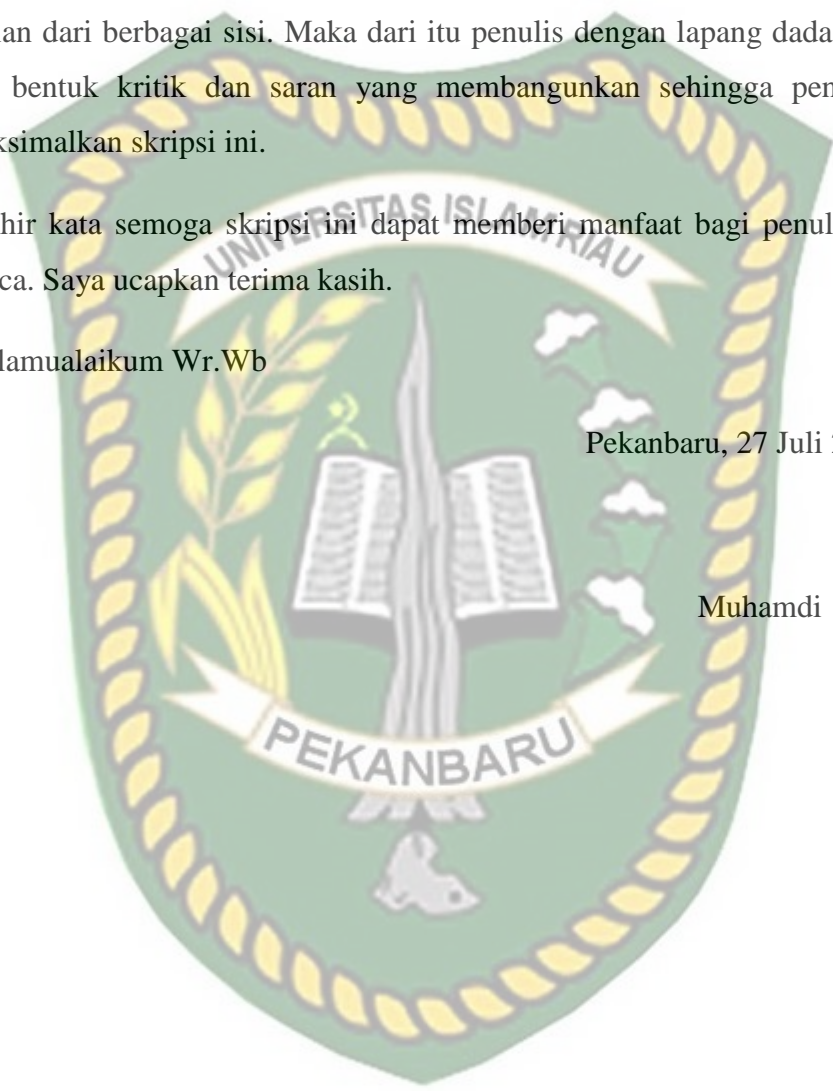 an dari berbagai sisi. Maka dari itu penulis dengan lapang dada
bentuk kritik dan saran yang membangunkan sehingga pen
ksimalkan skripsi ini.
UNIVERSITAS ISLAM RIAU
hir kata semoga skripsi ini dapat memberi manfaat bagi penul
ca. Saya ucapkan terima kasih.
lamualaikum Wr.Wb
Pekanbaru, 27 Juli
Muhamdi
PEKANBARU